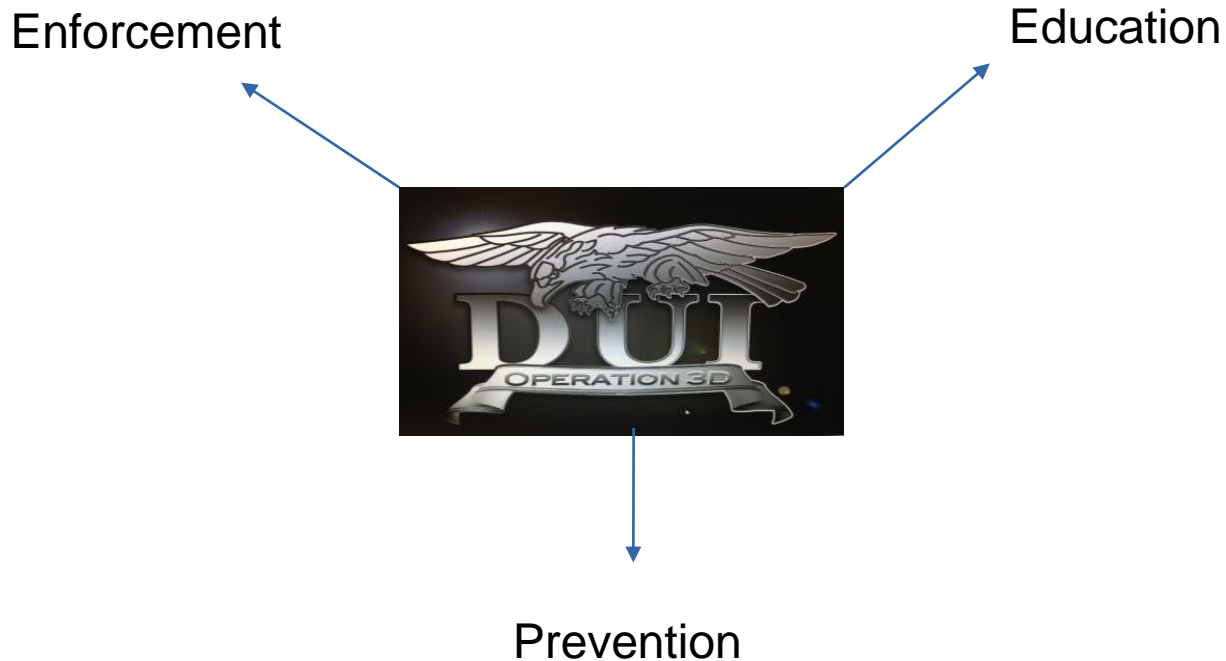 Enforcement
Education
DUI
OPERATION 3D
Prevention